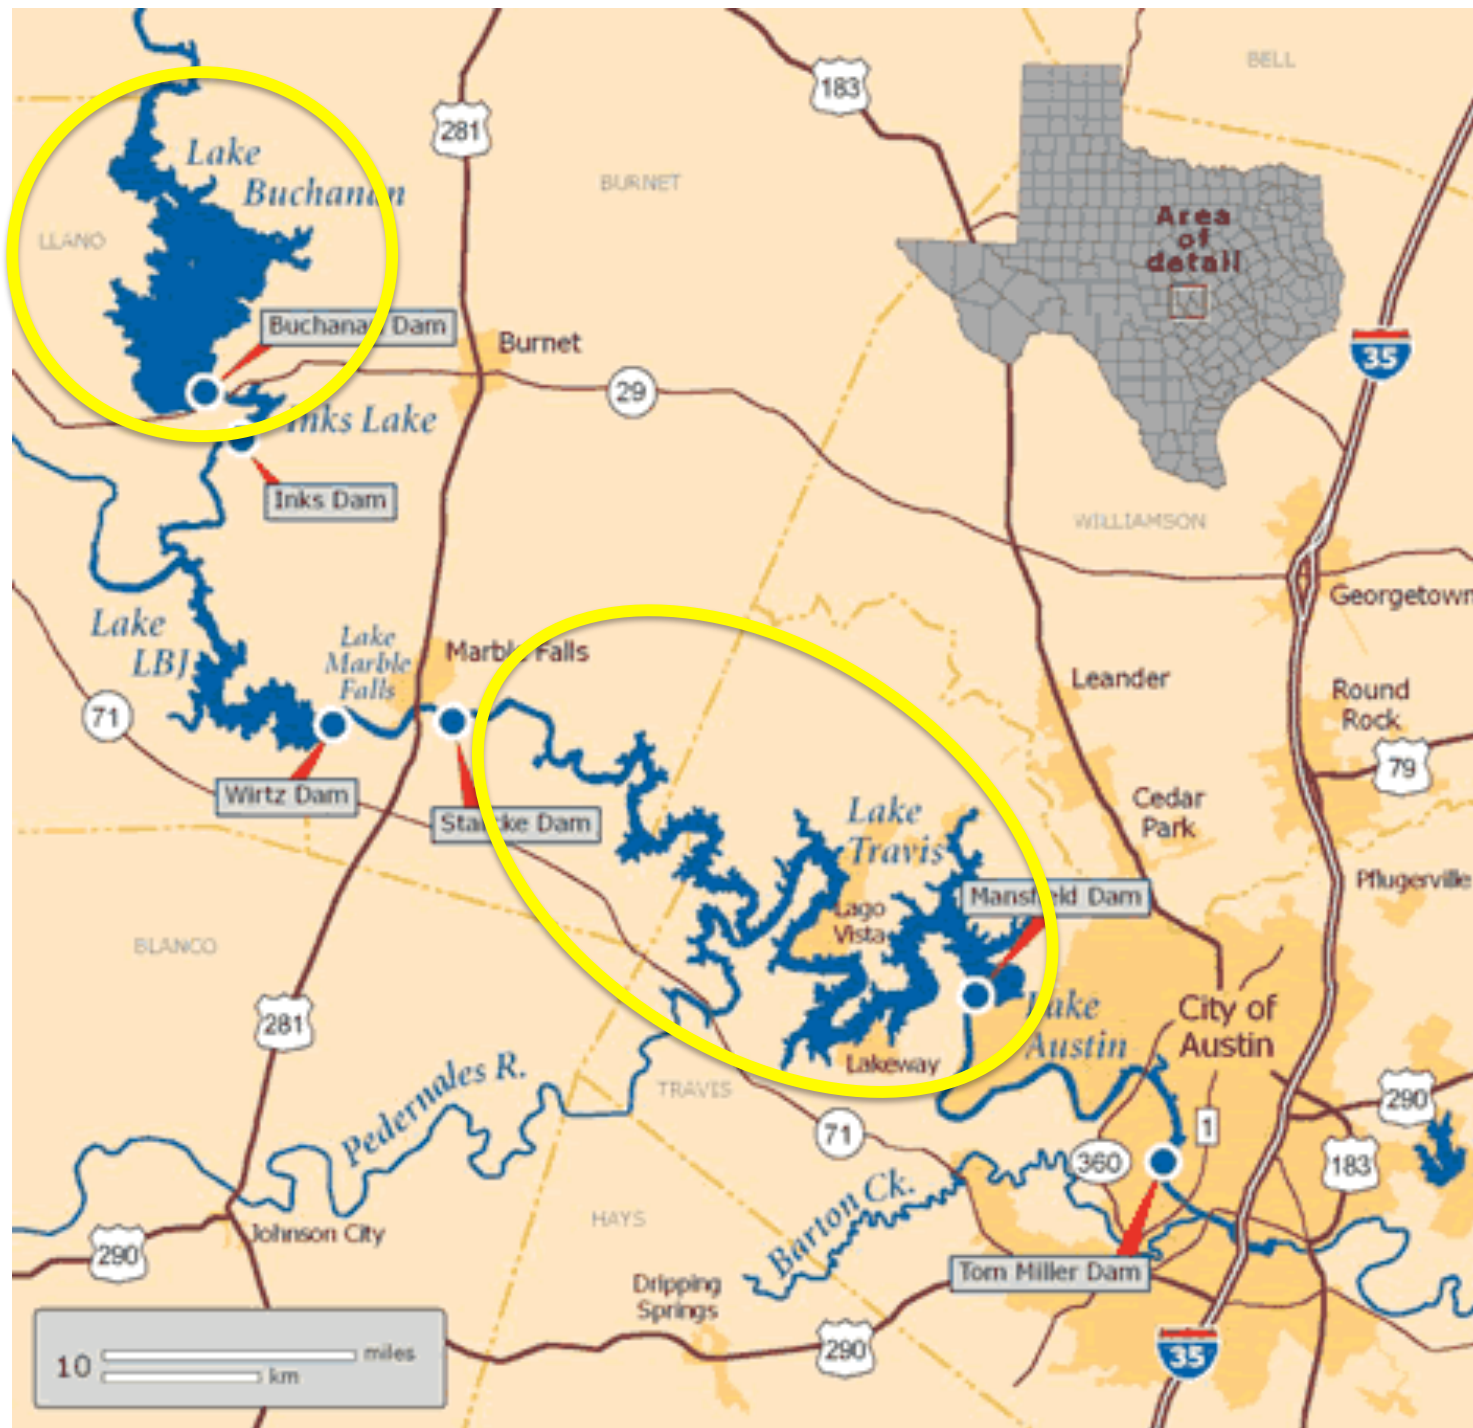 BELL
183
281
Lake
Buchanan
BURNET
Area
of
detail
LLANO
Buchanan Dam
Burnet
35
29
Inks Lake
Inks Dam
WILLIAMSON
Georgetown
Lake
LBJ
Lake
Marble
Falls
Marble Falls
Leander
Round
Rock
71
79
Wirtz Dam
Starcke Dam
Lake
Travis
Cedar
Park
Pflugerville
Mansfield Dam
Lago
Vista
BLANCO
281
Lake
Austin
City of
Austin
Lakeway
Pedernales R.
TRAVIS
290
71
1
360
183
Barton Ck.
HAYS
Johnson City
290
Tom Miller Dam
Dripping
Springs
290
35
10
miles
km